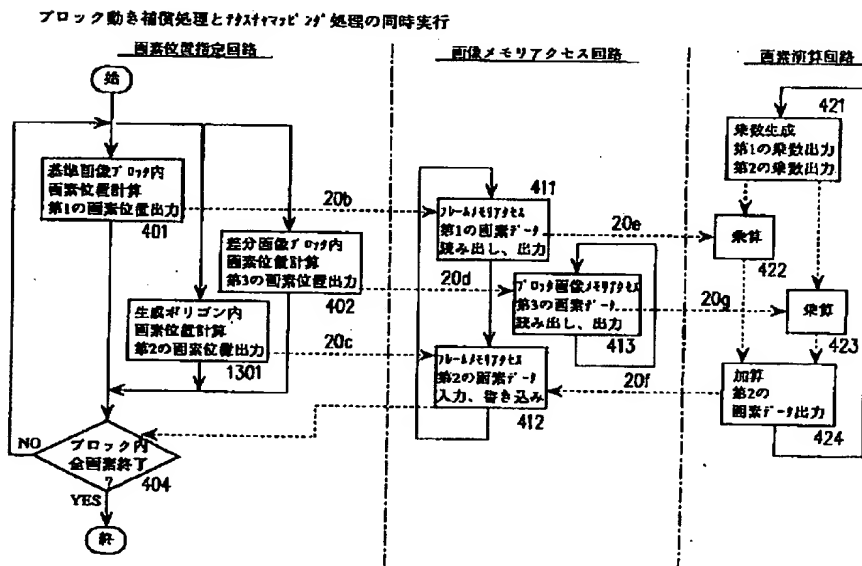 ブロック動き補償処理とテクスチャマッピング処理の同時実行
画素位置指定回路
画像メモリアクセス回路
画素演算回路
始
基準画像ブロック内
画素位置計算
第1の画素位置出力
401
差分画像ブロック内
画素位置計算
第3の画素位置出力
402
生成ポリゴン内
画素位置計算
第2の画素位置出力
1301
NO
ブロック内
全画素終了
?
404
YES
終
20b
20d
20c
411
フレームメモリアクセス
第1の画素データ
読み出し、出力
ブロック画像メモリアクセス
第3の画素データ
読み出し、出力
413
フレームメモリアクセス
第2の画素データ
入力、書き込み
412
20e
20g
20f
421
乗数生成
第1の乗数出力
第2の乗数出力
乗算
422
乗算
423
加算
第2の
画素データ出力
424